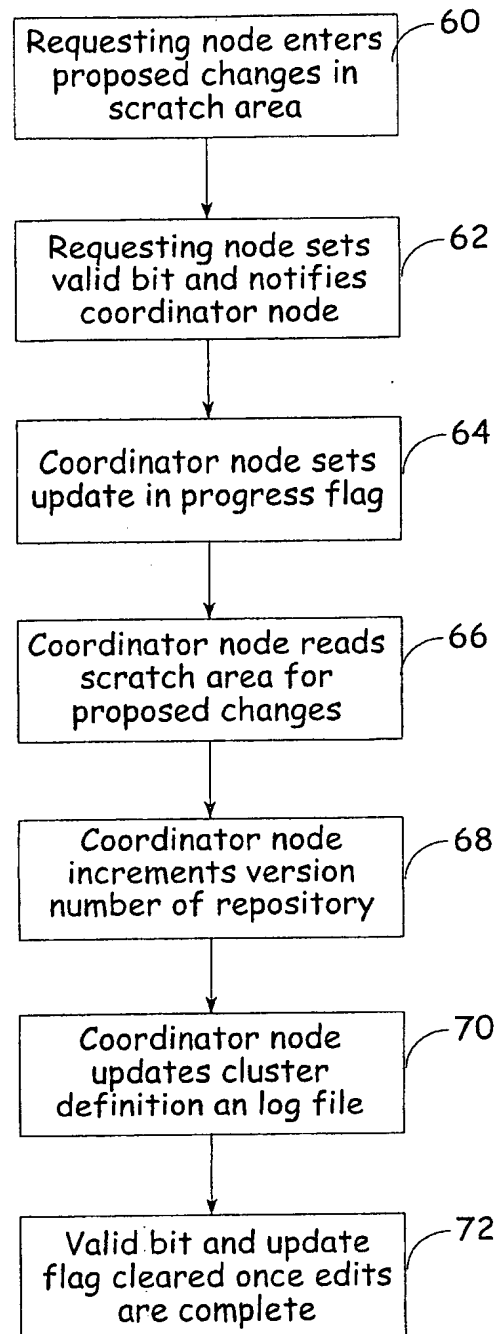 Requesting node enters
proposed changes in
scratch area
60
Requesting node sets
valid bit and notifies
coordinator node
62
Coordinator node sets
update in progress flag
64
Coordinator node reads
scratch area for
proposed changes
66
Coordinator node
increments version
number of repository
68
Coordinator node
updates cluster
definition an log file
70
Valid bit and update
flag cleared once edits
are complete
72